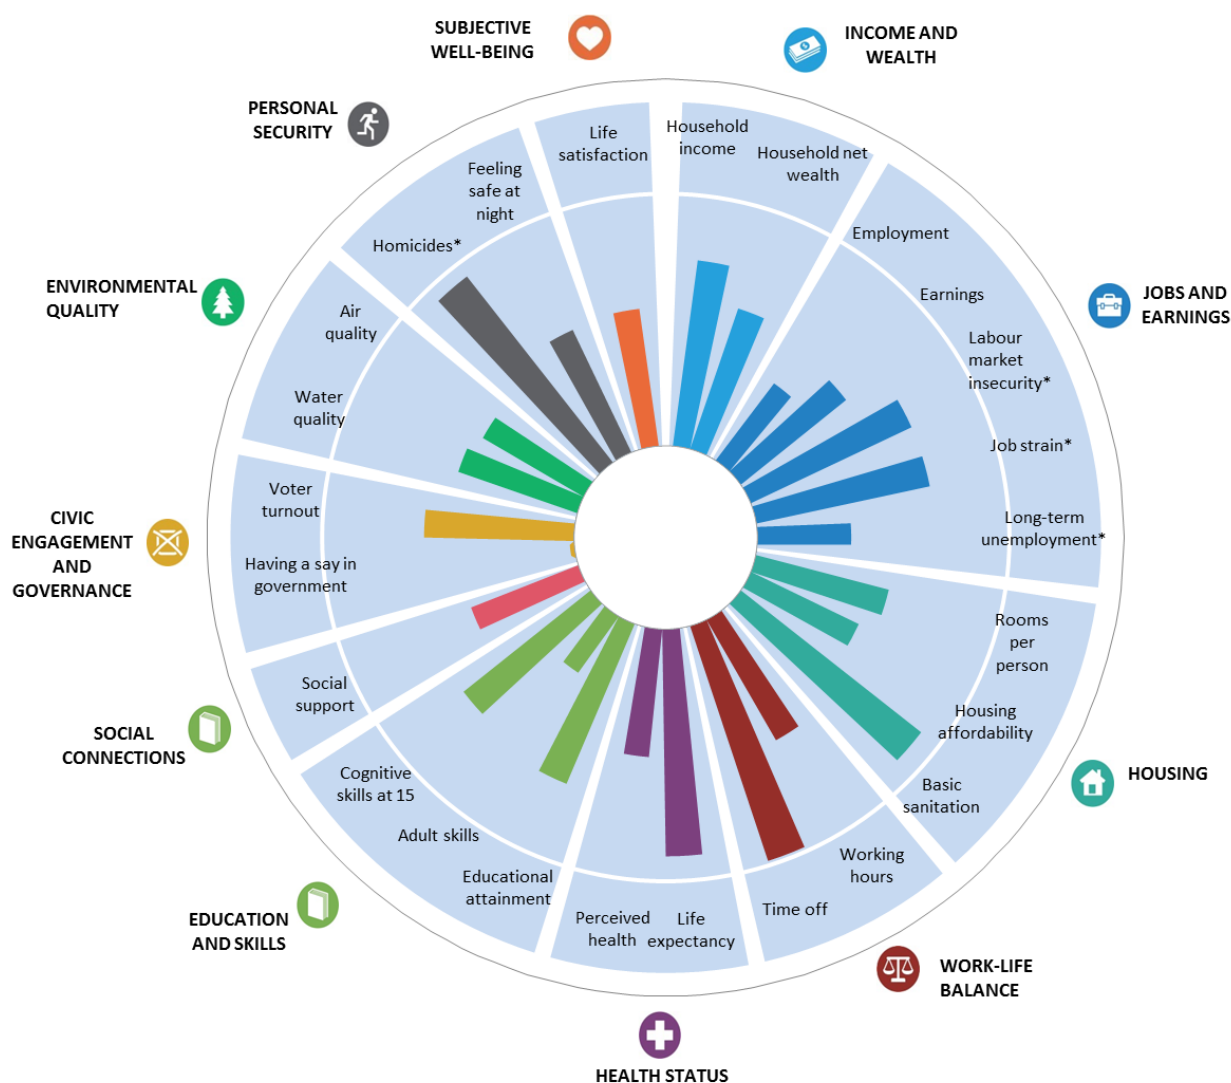 SUBJECTIVE
WELL-BEING
INCOME AND
WEALTH
PERSONAL
SECURITY
Life
satisfaction
Household
income
Household net
wealth
Feeling
safe at
night
Homicides*
Employment
ENVIRONMENTAL
QUALITY
JOBS AND
EARNINGS
Air
quality
Earnings
Labour
market
insecurity*
Water
quality
Job strain*
Voter
turnout
Long-term
unemployment*
CIVIC
ENGAGEMENT
AND
GOVERNANCE
Having a say in
government
Rooms
per
person
Social
support
Housing
affordability
SOCIAL
CONNECTIONS
HOUSING
Cognitive
skills at 15
Basic
sanitation
Adult skills
Working
hours
Educational
attainment
Time off
Perceived
health
Life
expectancy
EDUCATION
AND SKILLS
WORK-LIFE
BALANCE
HEALTH STATUS